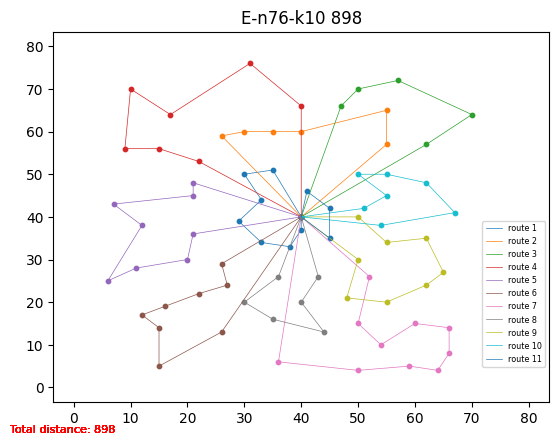 E-n76-k10 898
80
70
60
50
40
30
20
10
0
route 1
route 2
route 3
route 4
route 5
route 6
route 7
route 8
route 9
route 10
route 11
0 10 20 30 40 50 60 70 80
Total distance: 898